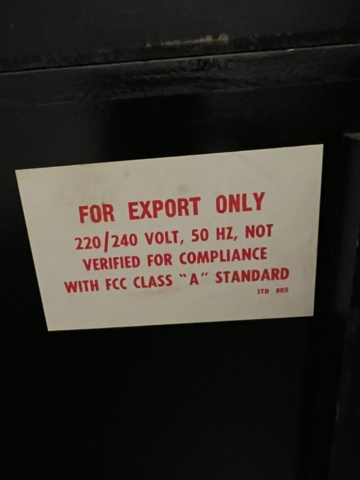 FOR EXPORT ONLY
220/240 VOLT, 50 HZ, NOT
VERIFIED FOR COMPLIANCE
WITH FCC CLASS "A" STANDARD
STD 805